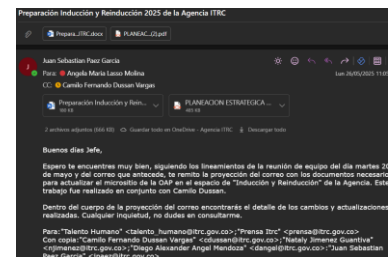 Preparación Inducción y Reinducción 2025 de la Agencia ITRC
Prepara...ITRC.docx PLANEAC...(2).pdf
Juan Sebastian Paez Garcia
Para: Angela Maria Lasso Molina
CC: Camilo Fernando Dussan Vargas
Lun 26/05/2025 11:05
Preparación Inducción y Rein...
PLANEACION ESTRATEGICA ...
2 archivos adjuntos (666 KB) Guardar todo en OneDrive - Agencia ITRC Descargar todo
Buenos días Jefe,
Espero te encuentres muy bien, siguiendo los lineamientos de la reunión de equipo del día martes 20
de mayo y del correo que antecede, te remito la proyección del correo con los documentos necesario
para actualizar el micrositio de la OAP en el espacio de "Inducción y Reinducción" de la Agencia. Este
trabajo fue realizado en conjunto con Camilo Dussan.
Dentro del cuerpo de la proyección del correo encontrarás el detalle de los cambios y actualizaciones
realizadas. Cualquier inquietud, no dudes en consultarme.
Para:"Talento Humano" <talento_humano@itrc.gov.co>;"Prensa Itrc" <prensa@itrc.gov.co>
Con copia:"Camilo Fernando Dussan Vargas" <cdussan@itrc.gov.co>;"Nataly Jimenez Guantiva"
<njimenez@itrc.gov.co>;"Diego Alexander Angel Mendoza" <dangel@itrc.gov.co>;"Juan Sebastian
Paez Garcia" <jpaez@itrc.gov.co>